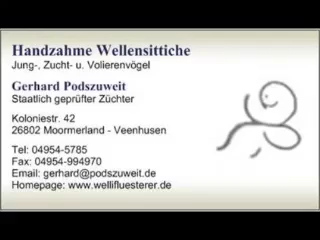 Handzahme Wellensittiche
Jung-, Zucht- u. Volierenvögel
Gerhard Podszuweit
Staatlich geprüfter Züchter
Koloniestr. 42
26802 Moormerland - Veenhusen
Tel: 04954-5785
Fax: 04954-994970
Email: gerhard@podszuweit.de
Homepage: www.wellifluesterer.de